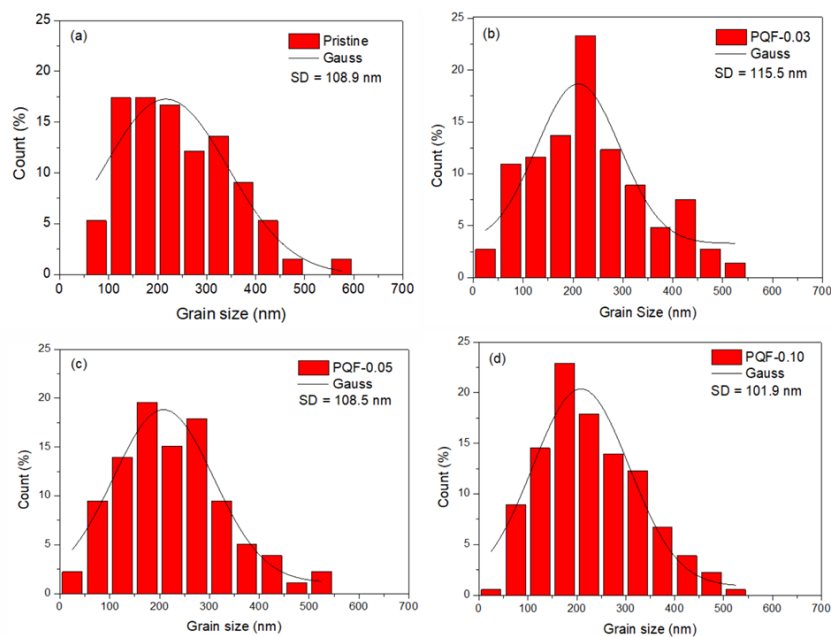 (a)
Pristine
Gauss
SD = 108.9 nm
Count (%)
25
20
15
10
5
0
0 100 200 300 400 500 600 700
Grain size (nm)
(b)
PQF-0.03
Gauss
SD = 115.5 nm
Count (%)
25
20
15
10
5
0
0 100 200 300 400 500 600 700
Grain Size (nm)
(c)
PQF-0.05
Gauss
SD = 108.5 nm
Count (%)
25
20
15
10
5
0
0 100 200 300 400 500 600 700
Grain size (nm)
(d)
PQF-0.10
Gauss
SD = 101.9 nm
Count (%)
25
20
15
10
5
0
0 100 200 300 400 500 600 700
Grain size (nm)